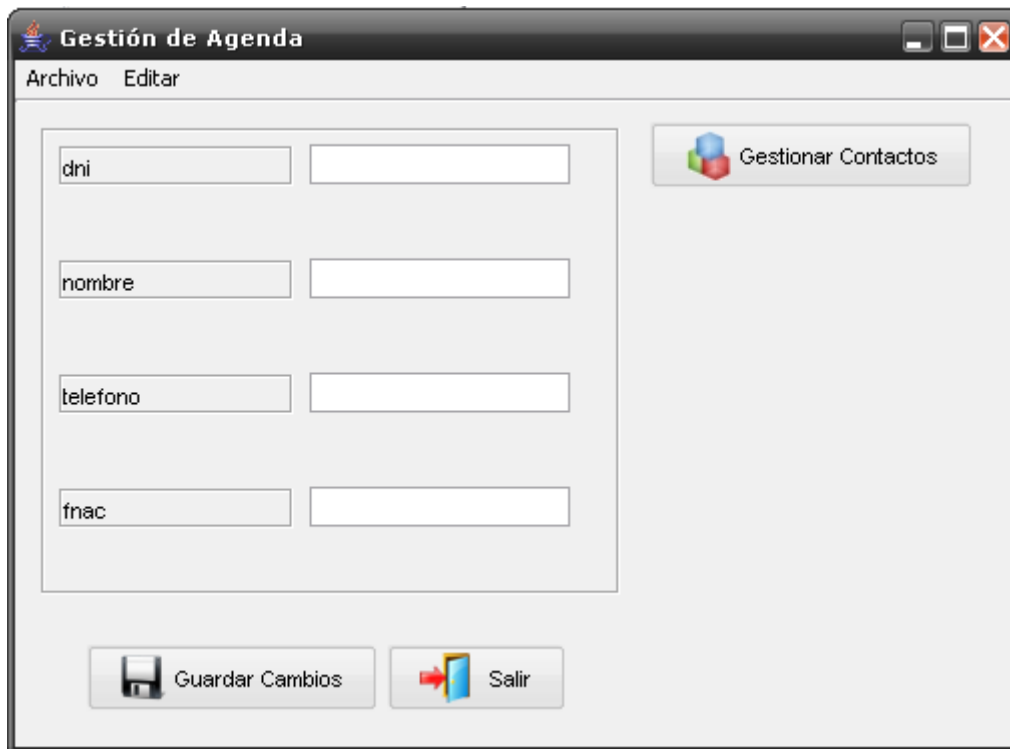 Gestión de Agenda
Archivo Editar
dni
Gestionar Contactos
nombre
telefono
fnac
Guardar Cambios
Salir